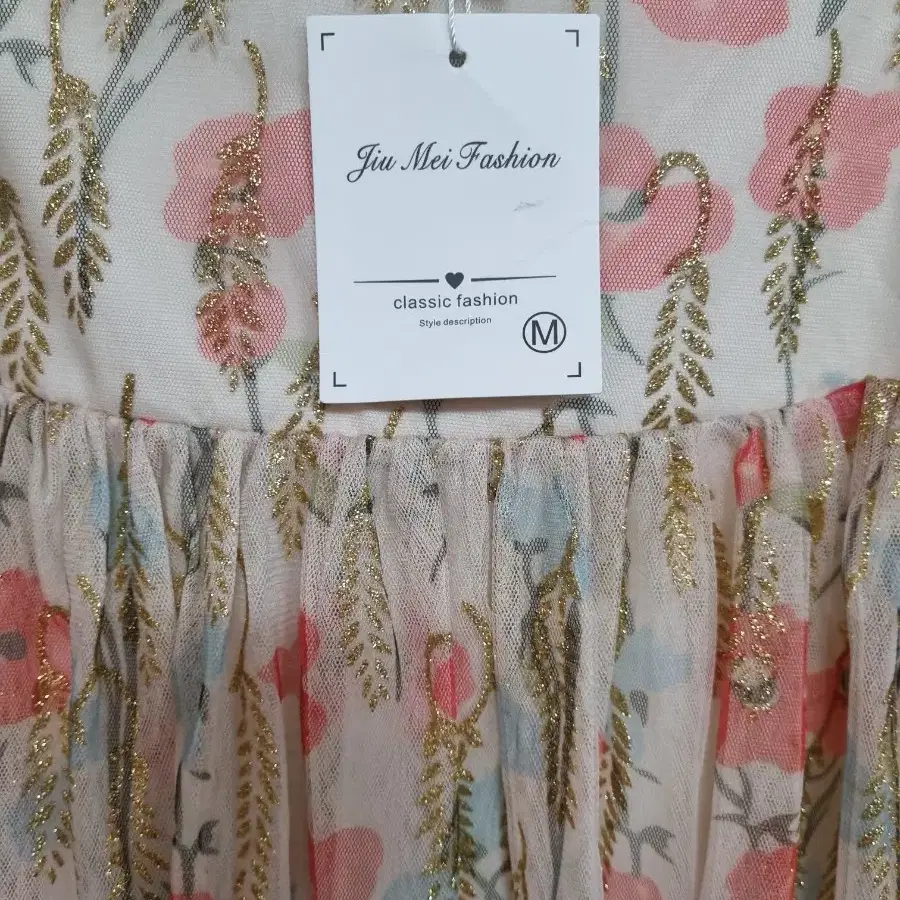 Jiu Mei Fashion
classic fashion
Style description
M